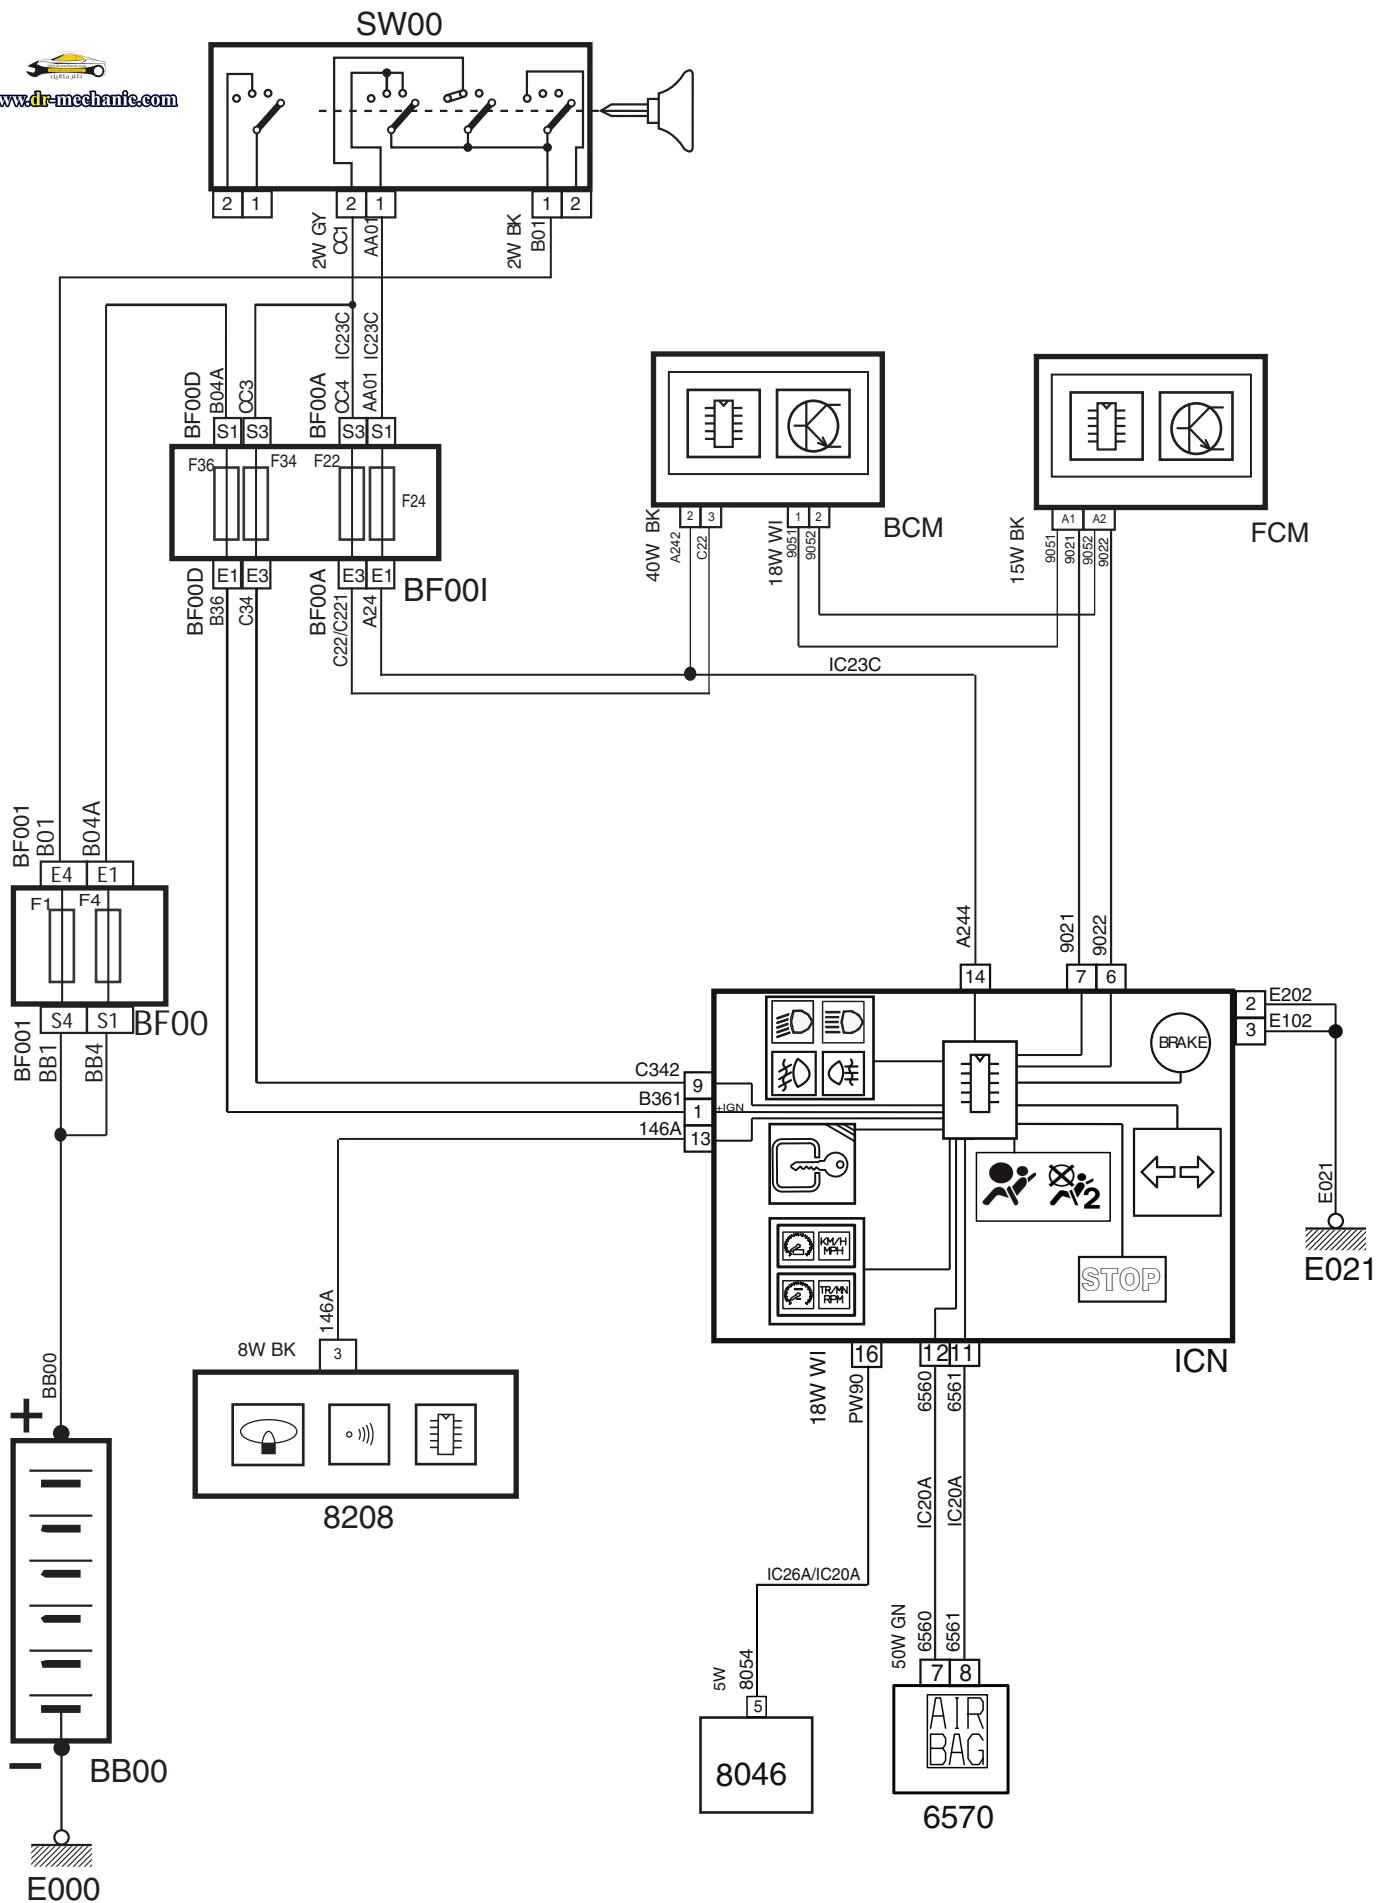 SW00
www.dr-mechanic.com
2 1
2 1
1 2
2W GY
CC1
AA01
2W BK
B01
IC23C
IC23C
BF00D
B04A
CC3
BF00A
CC4
AA01
S1 S3
S3 S1
F36
F34
F22
F24
E1 E3
E3 E1
BF00I
BF00D
B36
C34
BF00A
C22/C221
A24
2 3
1 2
BCM
40W BK
A242
C22
18W WI
9051
9052
A1 A2
FCM
15W BK
9051
9021
9052
9022
IC23C
BF001
B01
B04A
E4 E1
F1
F4
S4 S1
BF00
BF001
BB1
BB4
A244
9021
9022
14
7 6
2
E202
3
E102
BRAKE
C342
9
B361
1
+IGN
146A
13
2
KM/H
MPH
TR/MN
RPM
STOP
E021
E021
ICN
16
12 11
18W WI
PW90
6560
6561
146A
8W BK
3
8208
BB00
+
−
BB00
E000
IC20A
IC20A
IC26A/IC20A
5W
8054
5
8046
50W GN
6560
6561
7 8
AIR
BAG
6570